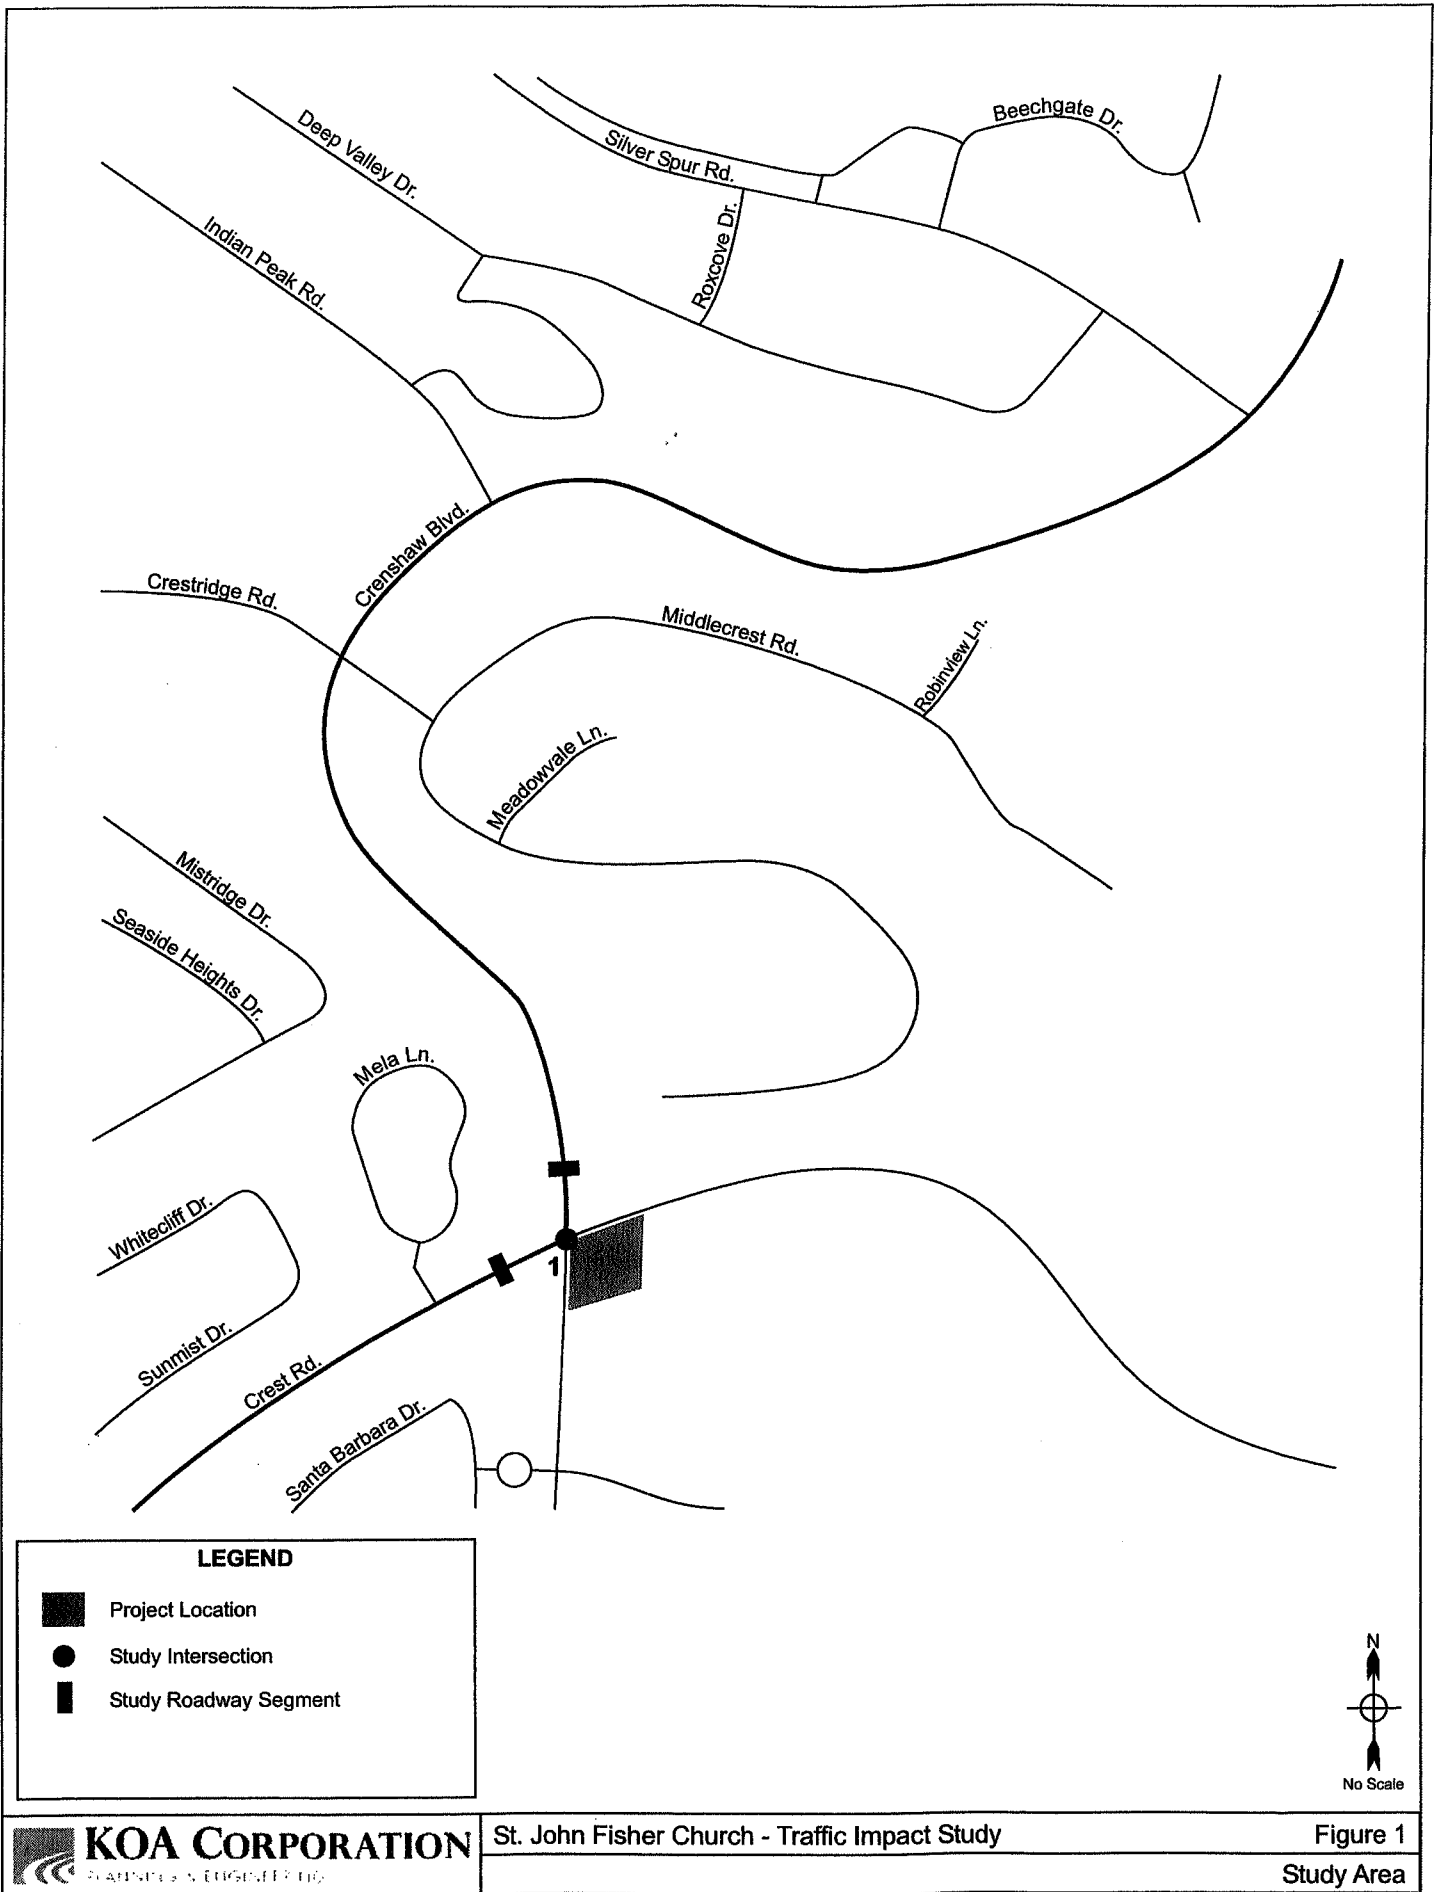 Beechgate Dr.
Deep Valley Dr.
Silver Spur Rd.
Roxcove Dr.
Indian Peak Rd.
Crenshaw Blvd.
Crestridge Rd.
Middlecrest Rd.
Robinview Ln.
Meadowvale Ln.
Mistridge Dr.
Seaside Heights Dr.
Mela Ln.
Whitecliff Dr.
1
Sunmist Dr.
Crest Rd.
Santa Barbara Dr.
LEGEND
Project Location
Study Intersection
Study Roadway Segment
N
No Scale
KOA CORPORATION
PLANNING & ENGINEERING
St. John Fisher Church - Traffic Impact Study
Figure 1
Study Area